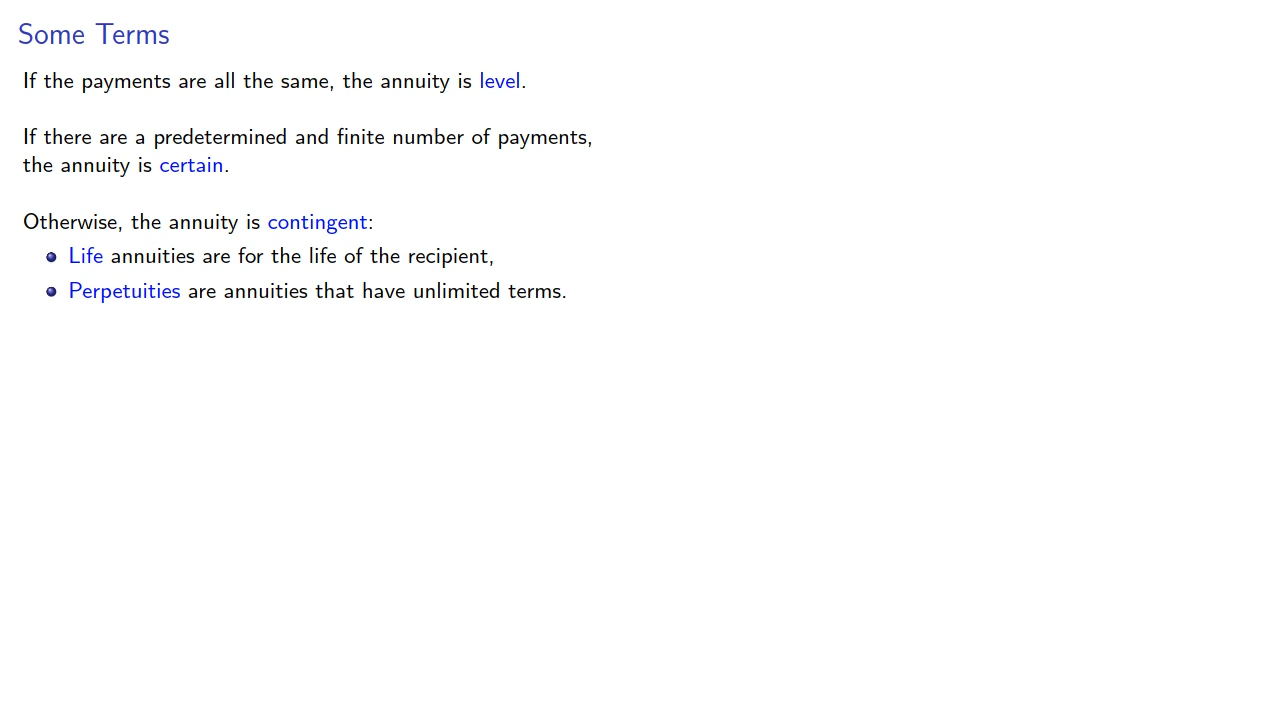 Some Terms
If the payments are all the same, the annuity is level.
If there are a predetermined and finite number of payments,
the annuity is certain.
Otherwise, the annuity is contingent:
Life annuities are for the life of the recipient,
Perpetuities are annuities that have unlimited terms.